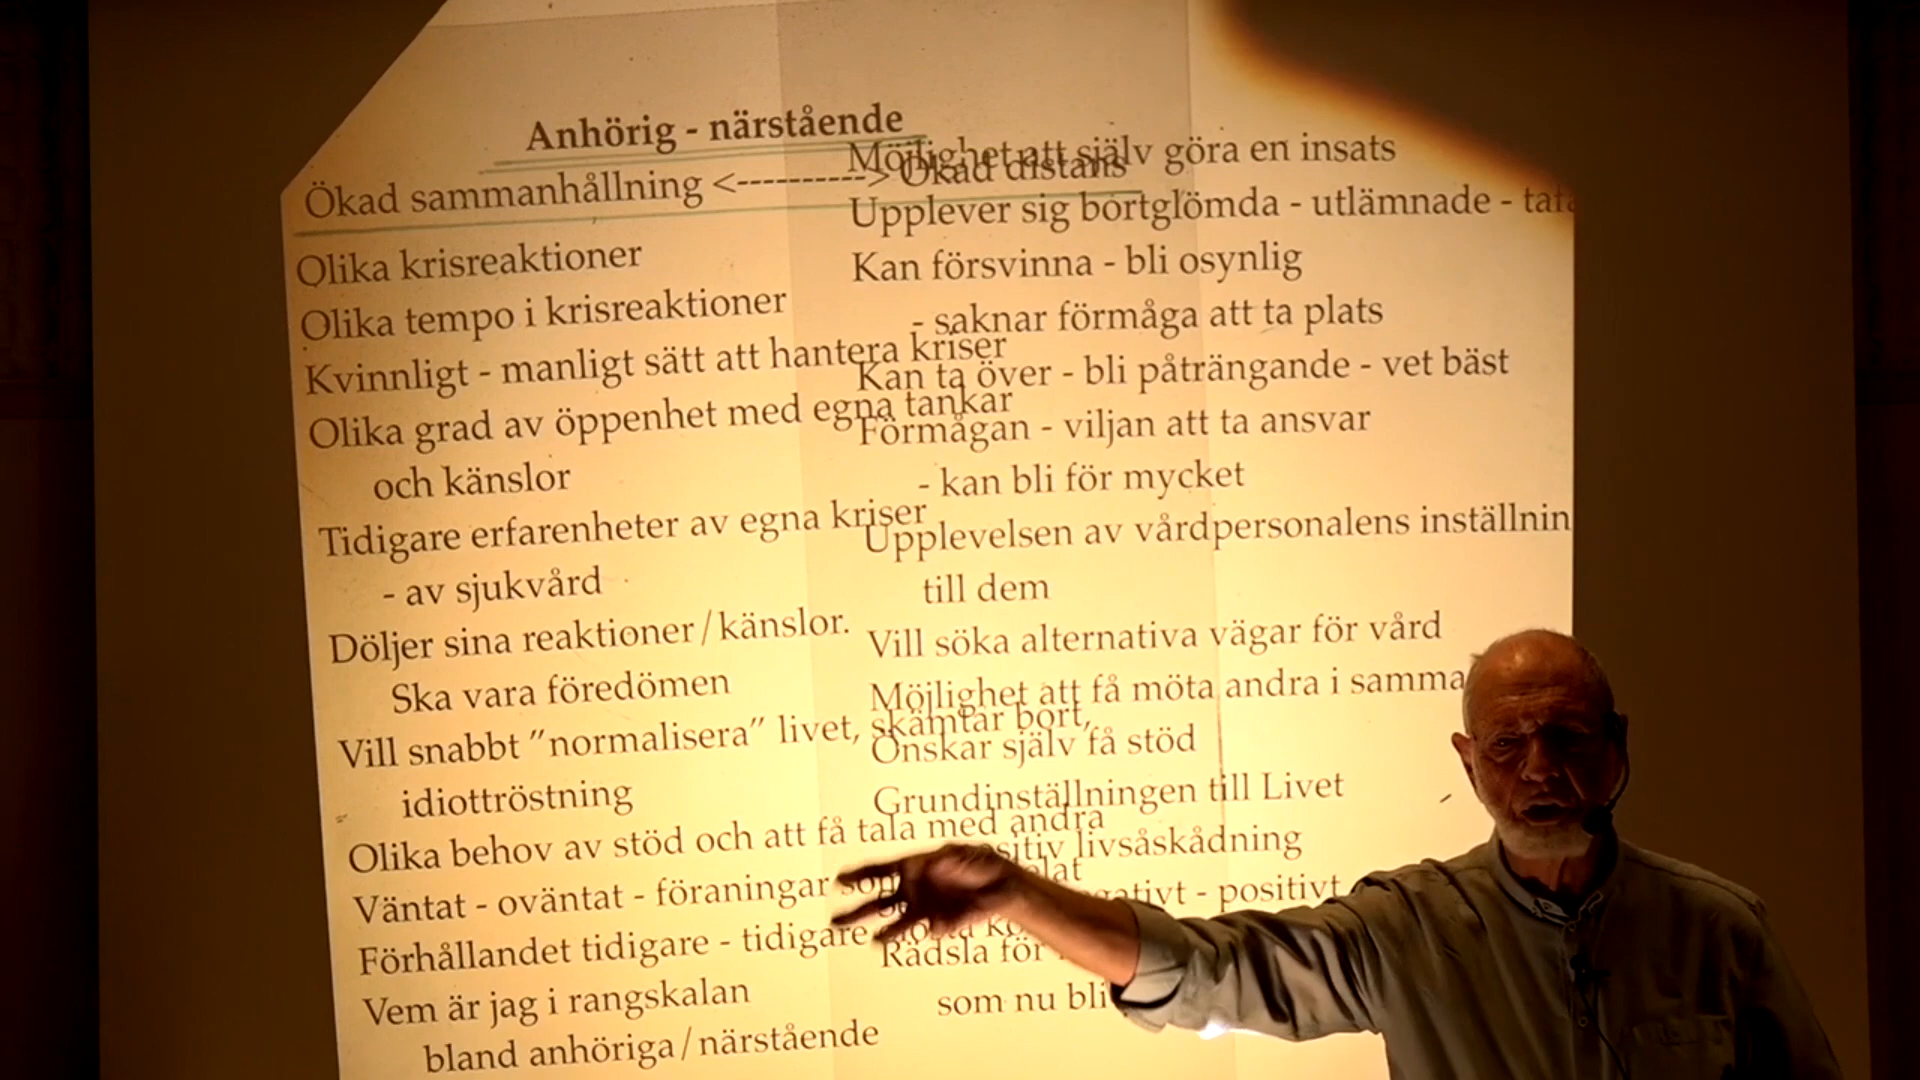 Anhörig - närstående
Ökad sammanhållning <----------> Ökad distans
Olika krisreaktioner
Olika tempo i krisreaktioner
Kvinnligt - manligt sätt att hantera kriser
Olika grad av öppenhet med egna tankar
och känslor
Tidigare erfarenheter av egna kriser
- av sjukvård
Döljer sina reaktioner/känslor.
Ska vara föredömen
Vill snabbt "normalisera" livet, skämtar bort,
idiottröstning
Olika behov av stöd och att få tala med andra
Väntat - oväntat - föraningar
Förhållandet tidigare - tidigare
Vem är jag i rangskalan
bland anhöriga/närstående
Möjlighet att själv göra en insats
Upplever sig bortglömda - utlämnade -
Kan försvinna - bli osynlig
- saknar förmåga att ta plats
Kan ta över - bli påträngande - vet bäst
Förmågan - viljan att ta ansvar
- kan bli för mycket
Upplevelsen av vårdpersonalens inställnin
till dem
Vill söka alternativa vägar för vård
Möjlighet att få möta andra i samma
Önskar själv få stöd
Grundinställningen till Livet
livsåskådning
- positivt
Rädsla för
som nu